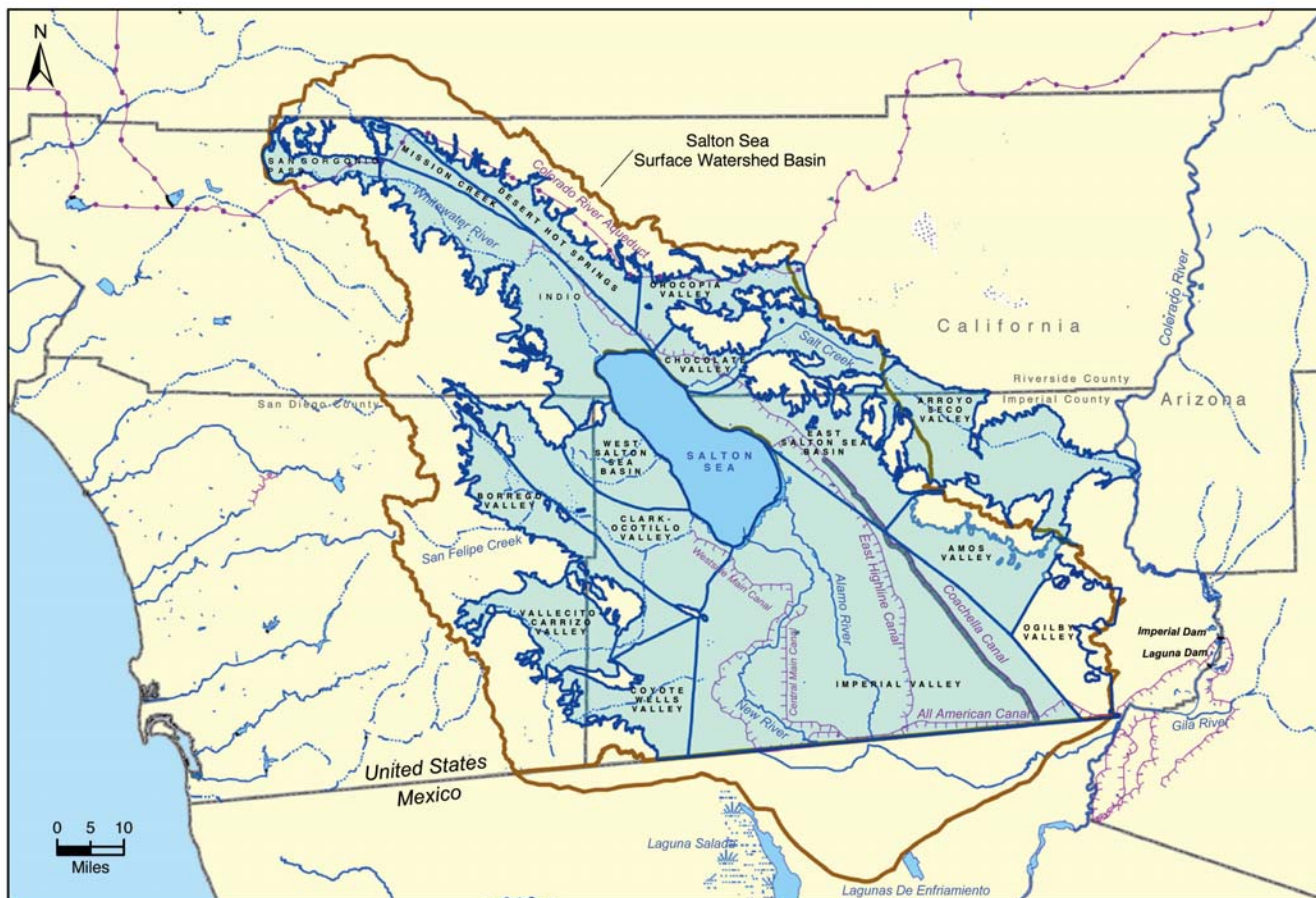 N
Salton Sea
Surface Watershed Basin
SAN GORGONIO
PASS
MISSION CREEK
DESERT HOT SPRINGS
Colorado River Aqueduct
Whitewater River
INDIO
OROCOPIA
VALLEY
Salt Creek
CHOCOLATE
VALLEY
California
Colorado River
Riverside County
Imperial County
San Diego County
ARROYO
SECO
VALLEY
Arizona
WEST
SALTON
SEA
BASIN
SALTON
SEA
EAST
SALTON SEA
BASIN
BORREGO
VALLEY
CLARK-
OCOTILLO
VALLEY
San Felipe Creek
Westside Main Canal
Alamo River
East Highline Canal
Coachella Canal
AMOS
VALLEY
VALLECITO-
CARRIZO
VALLEY
OGILBY
VALLEY
Imperial Dam
Laguna Dam
Central Main Canal
IMPERIAL VALLEY
COYOTE
WELLS
VALLEY
New River
All American Canal
Gila River
United States
Mexico
0 5 10
Miles
Laguna Salada
Lagunas De Enfriamiento